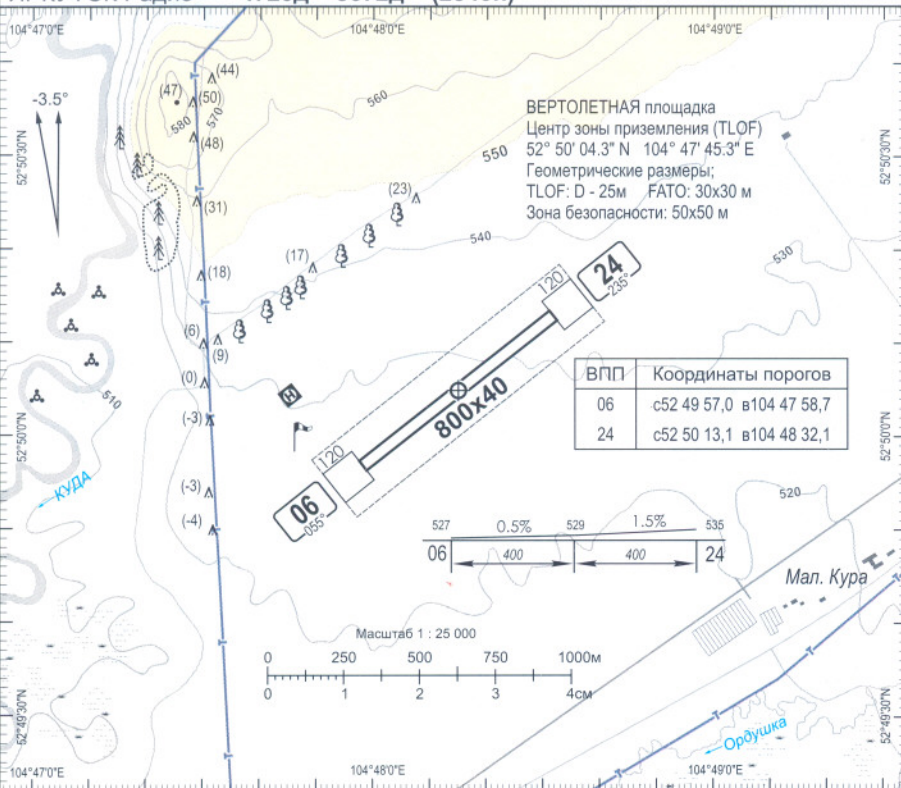 104°47'0"E
104°48'0"E
104°49'0"E
(44)
(47)
(50)
570
580
(48)
560
-3.5°
550
52°50'30"N
52°50'30"N
ВЕРТОЛЕТНАЯ площадка
Центр зоны приземления (TLOF)
52° 50' 04.3" N 104° 47' 45.3" E
Геометрические размеры;
TLOF: D - 25м FATO: 30x30 м
Зона безопасности: 50x50 м
(31)
(23)
540
530
(17)
(18)
24
235°
120
(6)
(9)
(0)
510
H
800x40
ВПП Координаты порогов
06 с52 49 57,0 в104 47 58,7
24 с52 50 13,1 в104 48 32,1
(-3)
52°50'0"N
52°50'0"N
120
КУДА
(-3)
06
055°
(-4)
520
527 0.5% 529 1.5% 535
06 400 400 24
Мал. Кура
Масштаб 1 : 25 000
0 250 500 750 1000м
0 1 2 3 4см
52°49'30"N
52°49'30"N
Ордушка
104°47'0"E
104°48'0"E
104°49'0"E